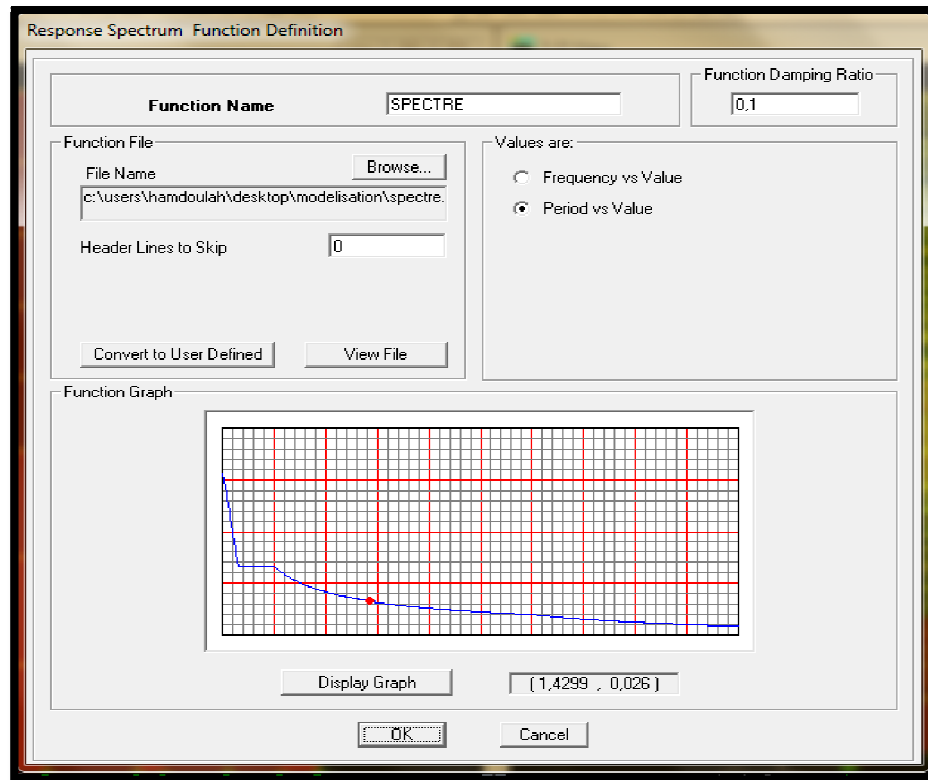 Response Spectrum Function Definition
Function Name
SPECTRE
Function Damping Ratio
0,1
Function File
File Name
Browse...
c:\users\hamdoulah\desktop\modelisation\spectre.
Header Lines to Skip
0
Convert to User Defined
View File
Values are:
Frequency vs Value
Period vs Value
Function Graph
Display Graph
( 1,4299 , 0,026 )
OK
Cancel